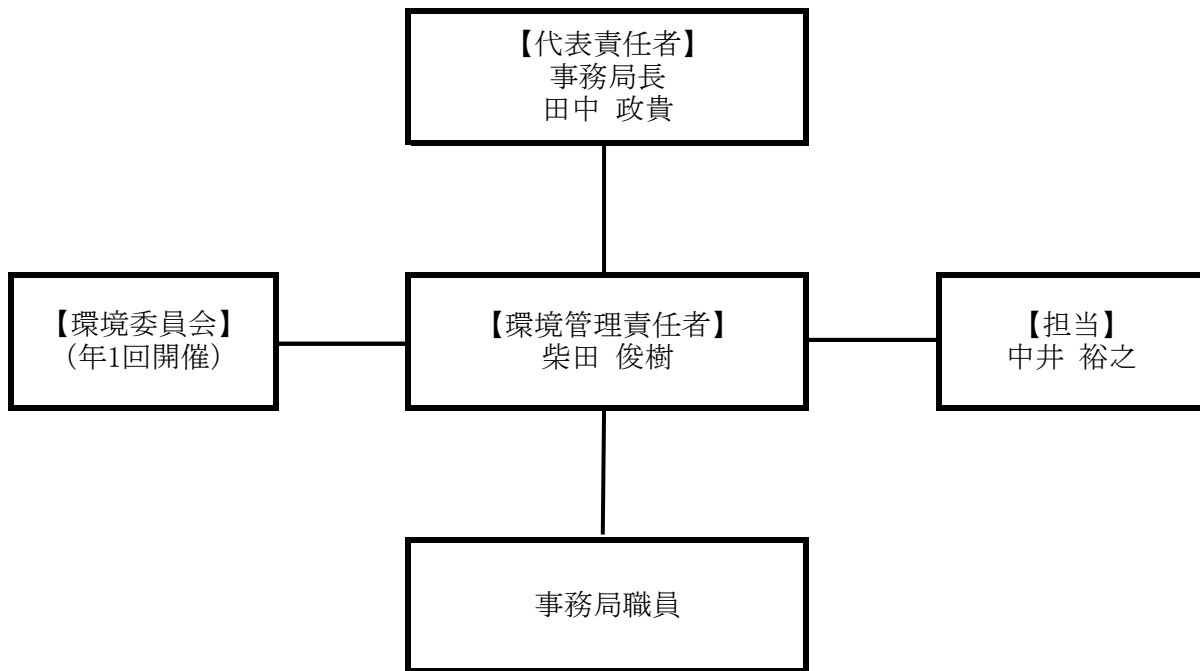 【代表責任者】
事務局長
田中 政貴
【環境委員会】
（年1回開催）
【環境管理責任者】
柴田 俊樹
【担当】
中井 裕之
事務局職員